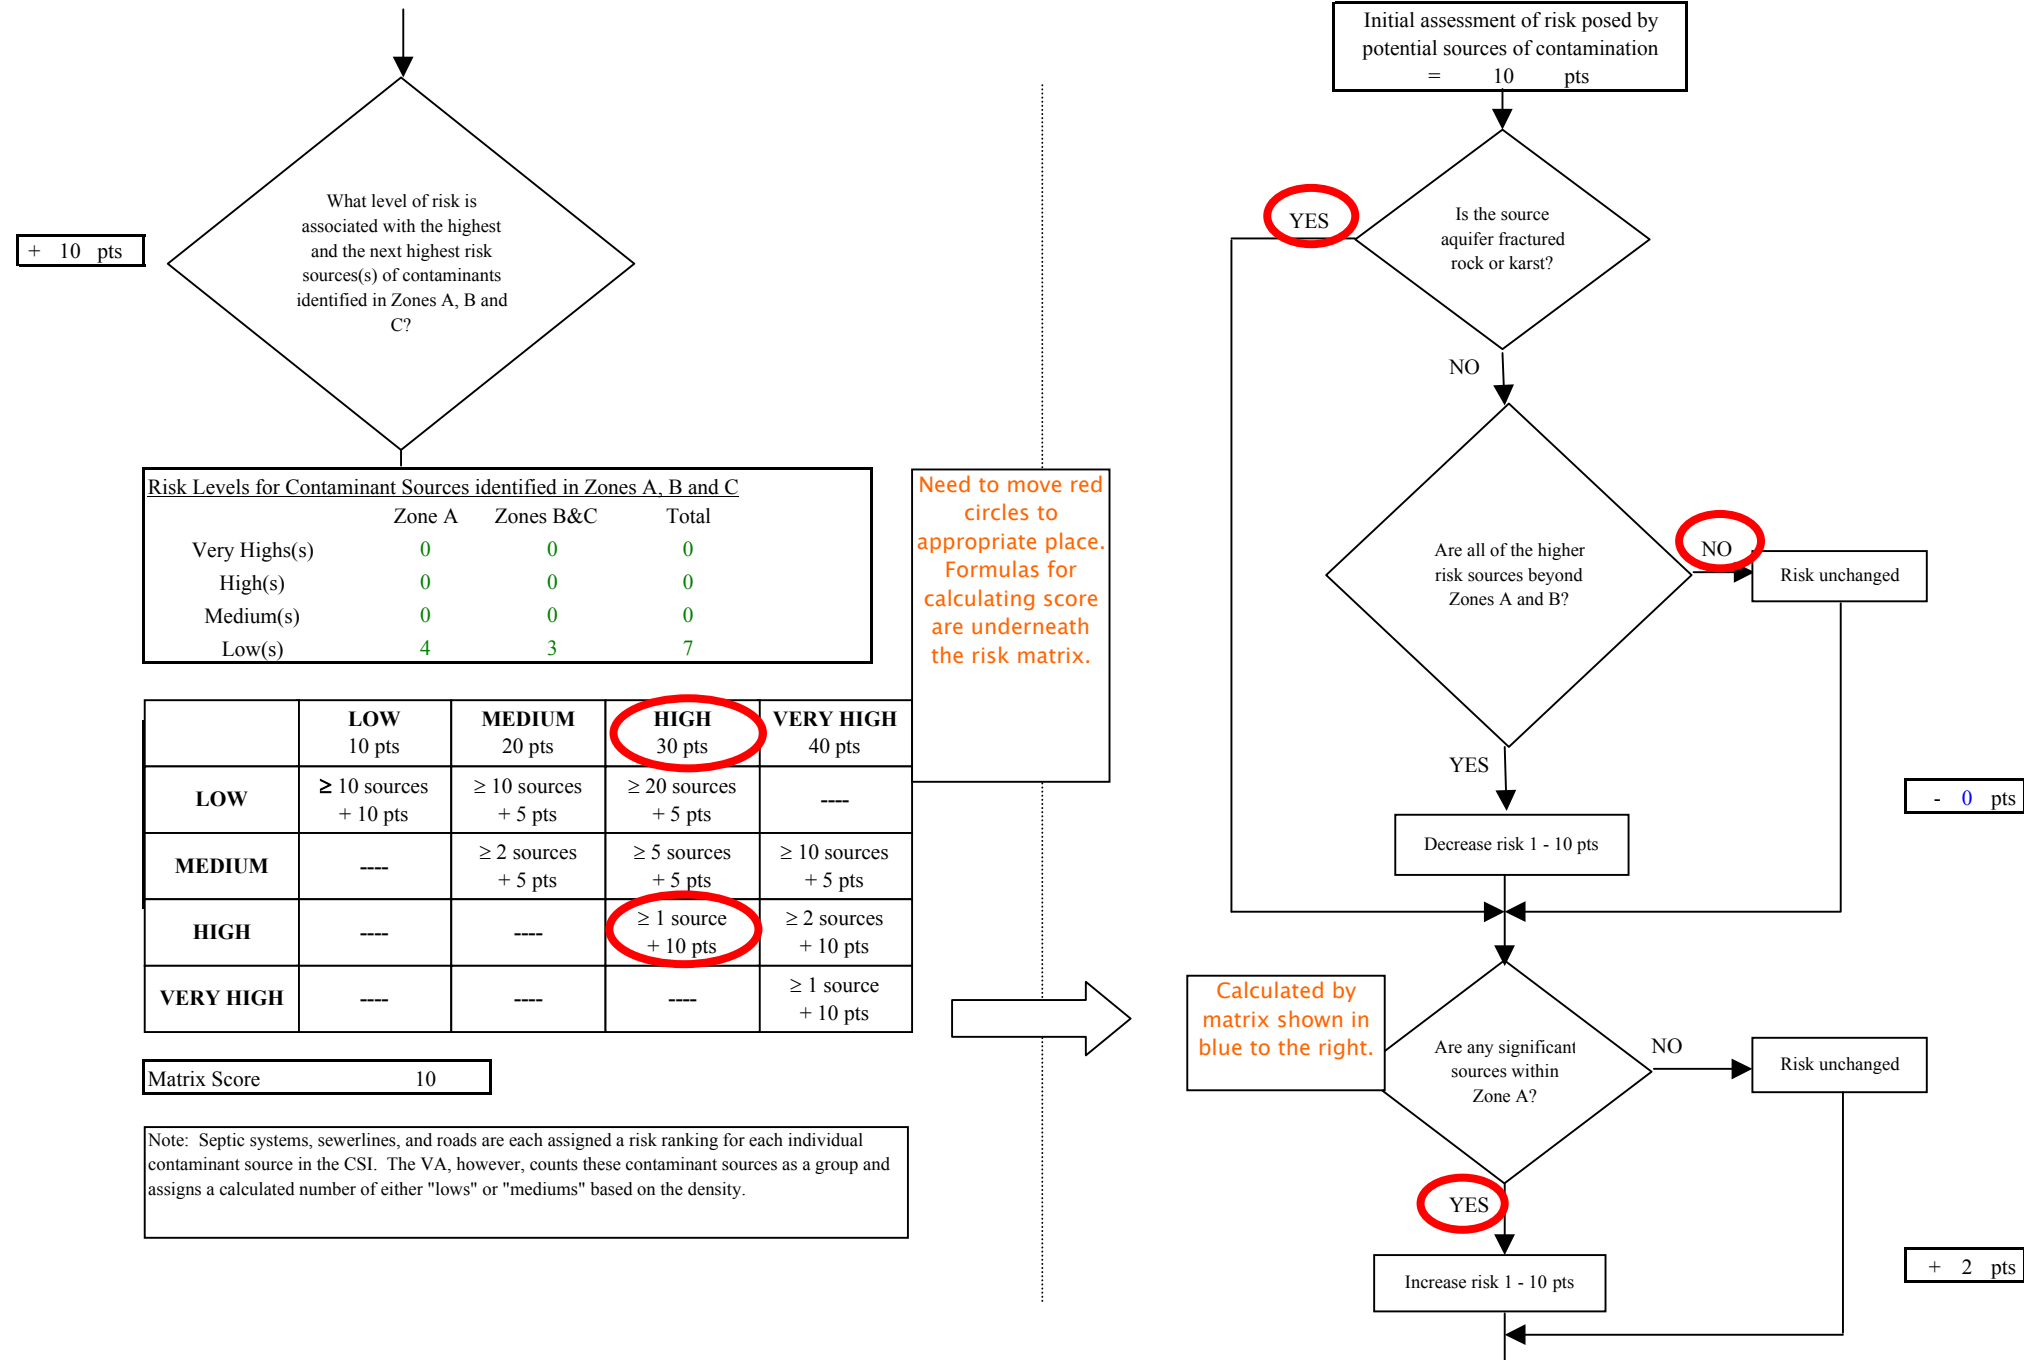 What level of risk is
associated with the highest
and the next highest risk
sources(s) of contaminants
identified in Zones A, B and
C?
+ 10 pts
Risk Levels for Contaminant Sources identified in Zones A, B and C
Zone A Zones B&C Total
Very Highs(s) 0 0 0
High(s) 0 0 0
Medium(s) 0 0 0
Low(s) 4 3 7
Need to move red
circles to
appropriate place.
Formulas for
calculating score
are underneath
the risk matrix.
LOW MEDIUM HIGH VERY HIGH
10 pts 20 pts 30 pts 40 pts
LOW ≥ 10 sources ≥ 10 sources ≥ 20 sources ----
+ 10 pts + 5 pts + 5 pts
MEDIUM ---- ≥ 2 sources ≥ 5 sources ≥ 10 sources
+ 5 pts + 5 pts + 5 pts
HIGH ---- ---- ≥ 1 source ≥ 2 sources
+ 10 pts + 10 pts
VERY HIGH ---- ---- ---- ≥ 1 source
+ 10 pts
Matrix Score 10
Note: Septic systems, sewerlines, and roads are each assigned a risk ranking for each individual
contaminant source in the CSI. The VA, however, counts these contaminant sources as a group and
assigns a calculated number of either "lows" or "mediums" based on the density.
Initial assessment of risk posed by
potential sources of contamination
= 10 pts
YES
Is the source
aquifer fractured
rock or karst?
NO
Are all of the higher
risk sources beyond
Zones A and B?
NO
Risk unchanged
YES
- 0 pts
Decrease risk 1 - 10 pts
Calculated by
matrix shown in
blue to the right.
Are any significant
sources within
Zone A?
NO
Risk unchanged
YES
Increase risk 1 - 10 pts
+ 2 pts